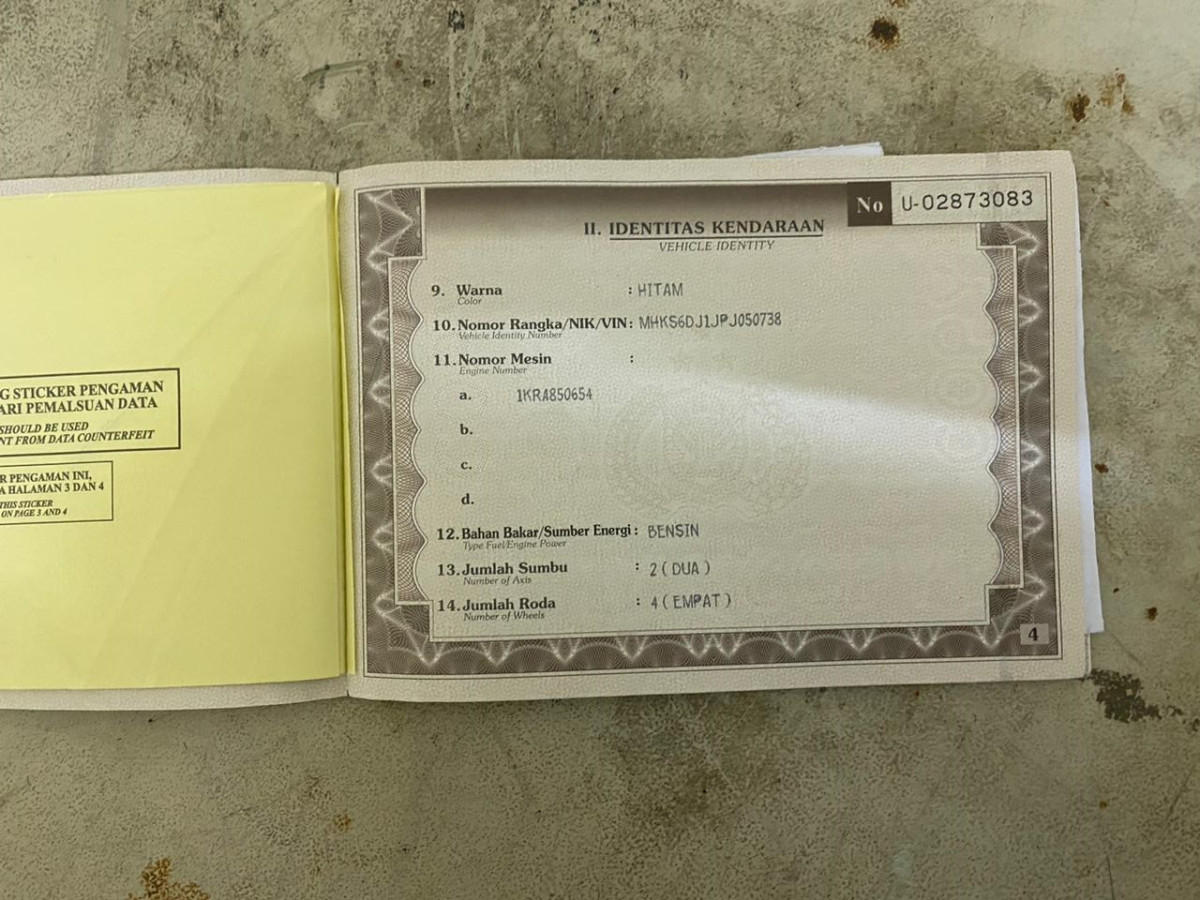 G STICKER PENGAMAN
ARI PEMALSUAN DATA
SHOULD BE USED
NT FROM DATA COUNTERFEIT
R PENGAMAN INI,
A HALAMAN 3 DAN 4
THIS STICKER
ON PAGE 3 AND 4
No U-02873083
II. IDENTITAS KENDARAAN
VEHICLE IDENTITY
9. Warna : HITAM
Color
10. Nomor Rangka/NIK/VIN : MHKS6DJ1JPJ050738
Vehicle Identity Number
11. Nomor Mesin :
Engine Number
a. 1KRA850654
b.
c.
d.
12. Bahan Bakar/Sumber Energi : BENSIN
Type Fuel/Engine Power
13. Jumlah Sumbu : 2 ( DUA )
Number of Axis
14. Jumlah Roda : 4 ( EMPAT )
Number of Wheels
4